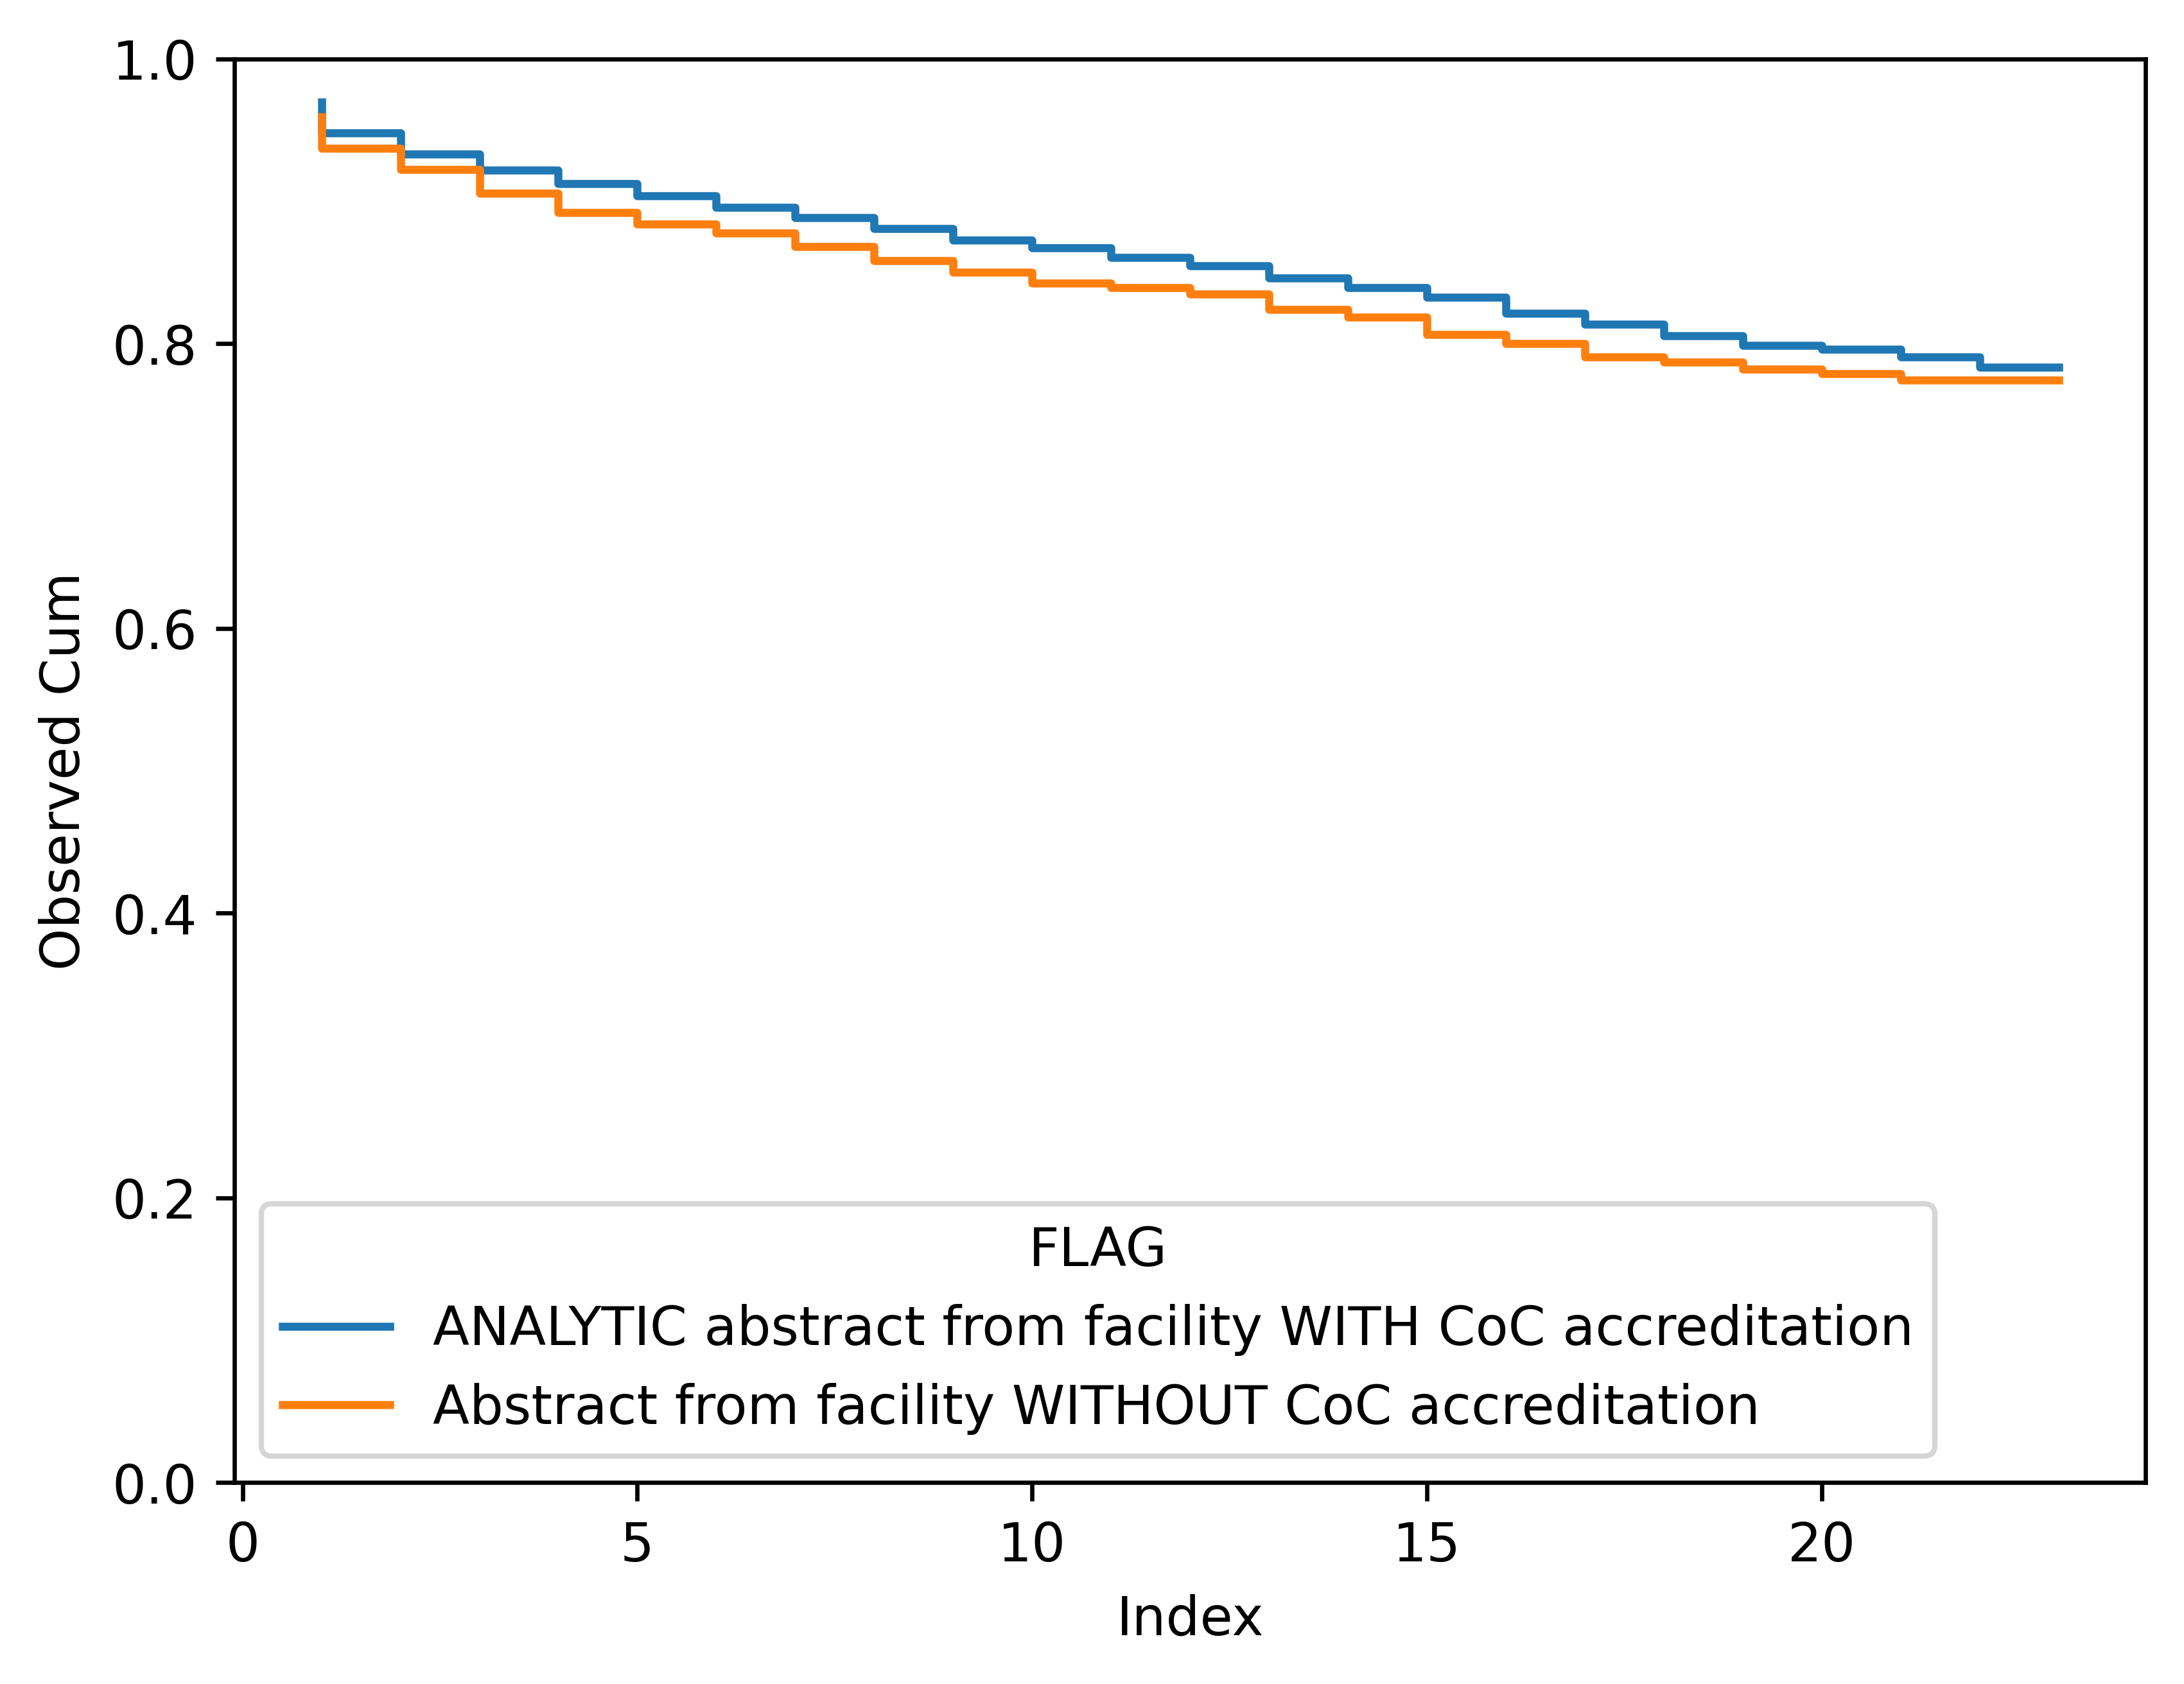 1.0
0.8
0.6
0.4
0.2
0.0
Observed Cum
FLAG
ANALYTIC abstract from facility WITH CoC accreditation
Abstract from facility WITHOUT CoC accreditation
0 5 10 15 20
Index